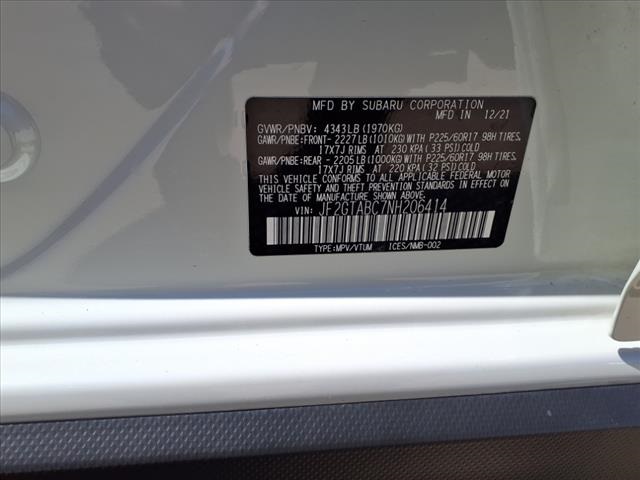 MFD BY SUBARU CORPORATION
GVWR/PNBV: 4343LB(1970KG) MFD IN 12/21
GAWR/PNBE:FRONT- 2227LB(1010KG)WITH P225/60R17 98H TIRES,
17X7J RIMS AT 230 KPA(33 PSI)COLD
GAWR/PNBE:REAR - 2205LB(1000KG)WITH P225/60R17 98H TIRES,
17X7J RIMS AT 220 KPA(32 PSI)COLD
THIS VEHICLE CONFORMS TO ALL APPLICABLE FEDERAL MOTOR
VEHICLE SAFETY AND THEFT PREVENTION STANDARDS IN EFFECT ON
THE DATE OF MANUFACTURE SHOWN ABOVE.
VIN: JF2GTABC7NH206414
TYPE:MPV/VTUM ICES/NMB-002